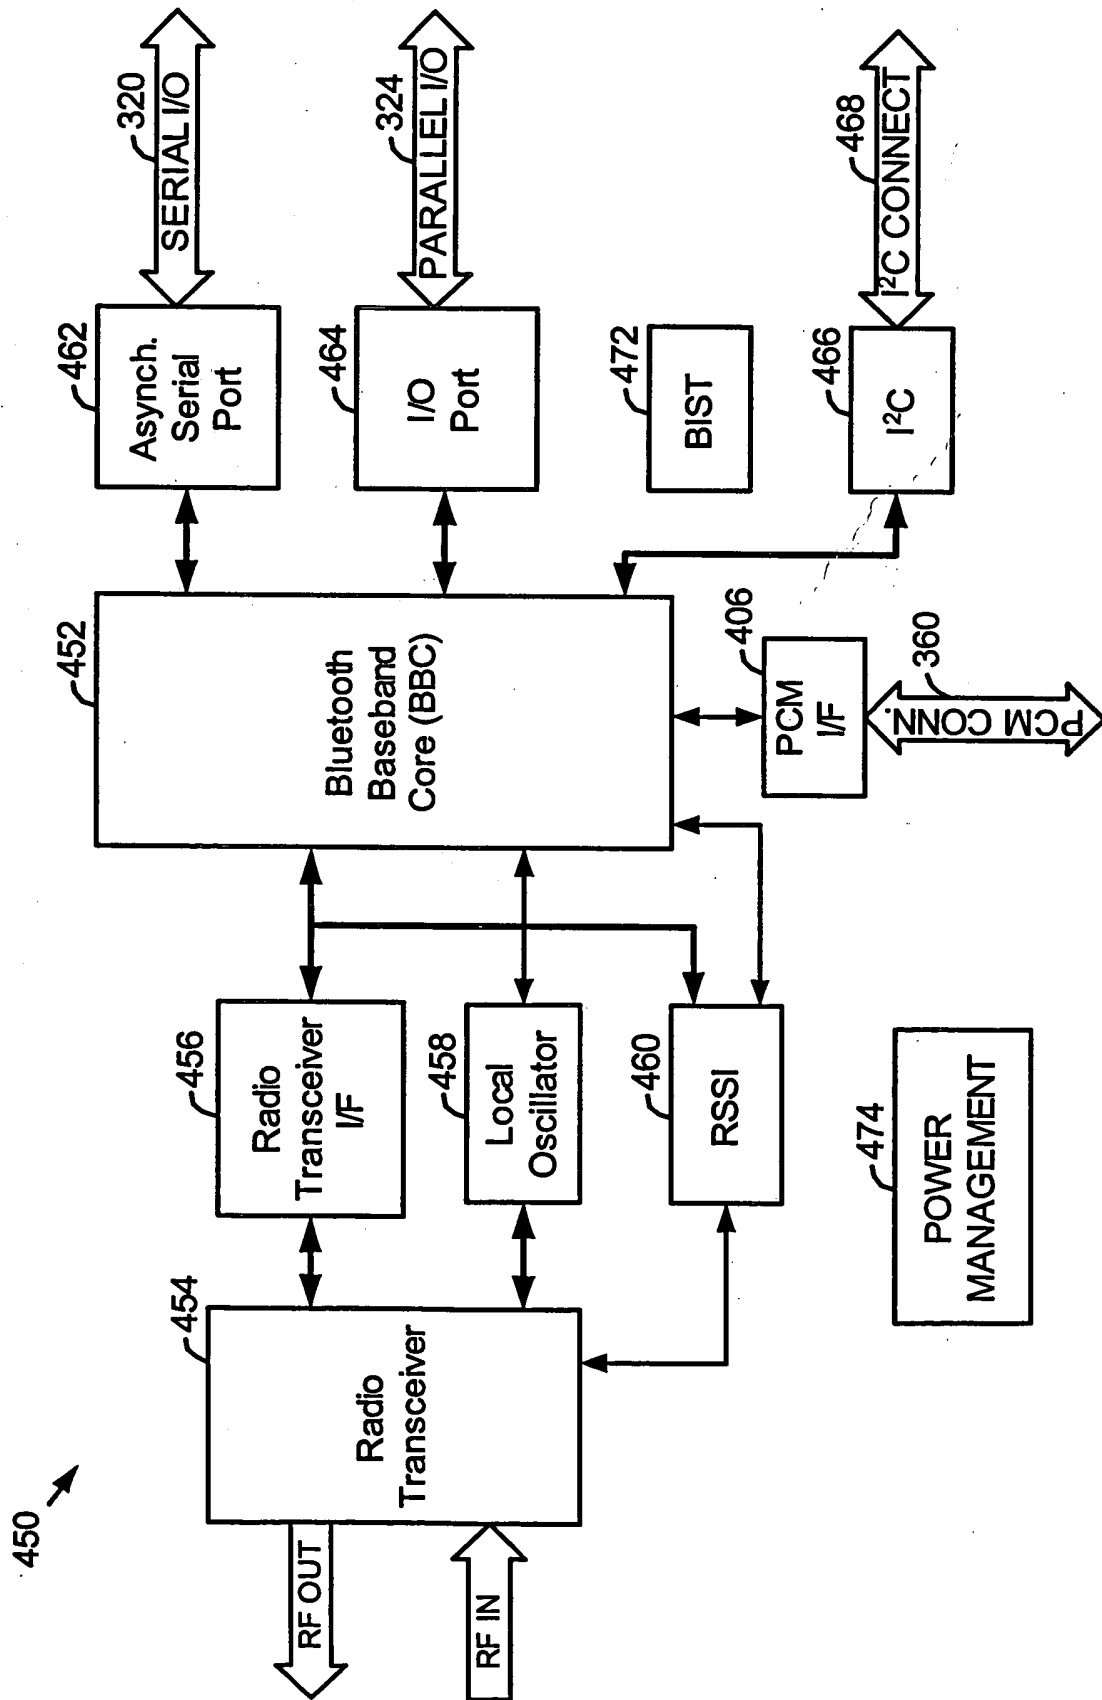 450
RF OUT
RF IN
454
Radio
Transceiver
456
Radio
Transceiver
I/F
458
Local
Oscillator
460
RSSI
474
POWER
MANAGEMENT
452
Bluetooth
Baseband
Core (BBC)
406
PCM
I/F
360
PCM CONN.
462
Asynch.
Serial
Port
464
I/O
Port
472
BIST
466
I²C
320
SERIAL I/O
324
PARALLEL I/O
468
I²C CONNECT